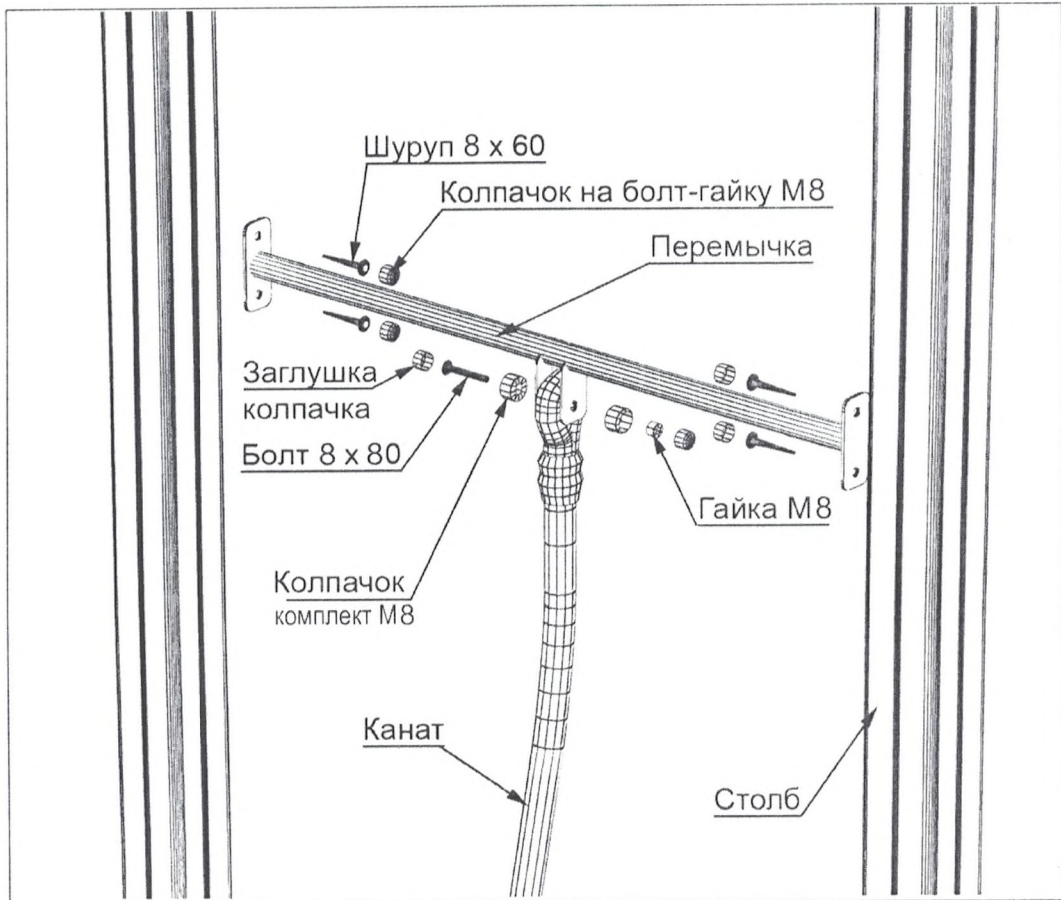 Шуруп 8 х 60
Колпачок на болт-гайку М8
Перемычка
Заглушка
колпачка
Болт 8 х 80
Гайка М8
Колпачок
комплект М8
Канат
Столб